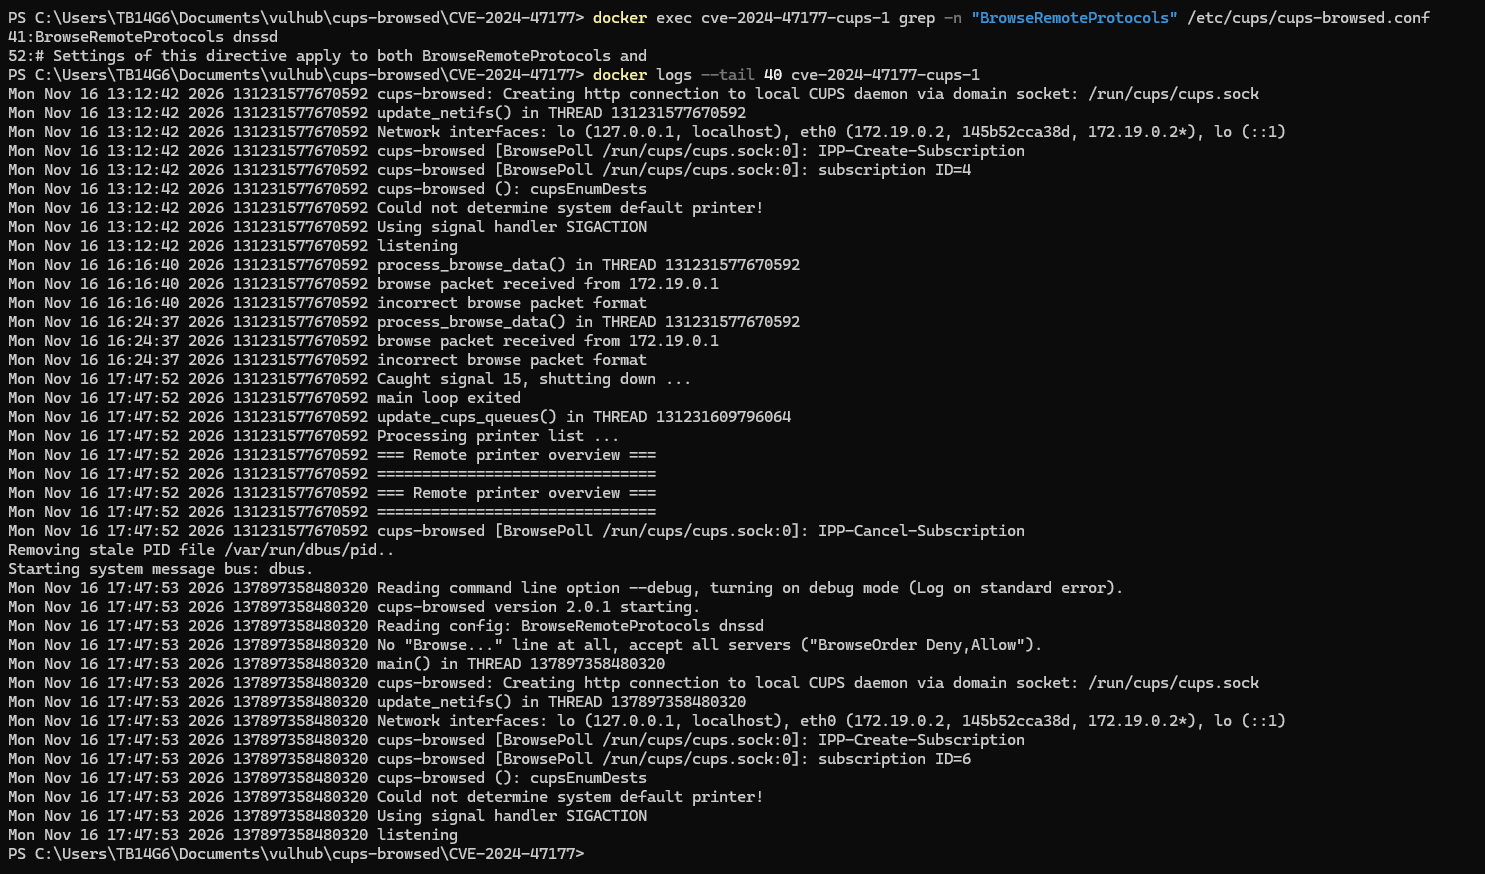 PS C:\Users\TB14G6\Documents\vulhub\cups-browsed\CVE-2024-47177> docker exec cve-2024-47177-cups-1 grep -n "BrowseRemoteProtocols" /etc/cups/cups-browsed.conf
41:BrowseRemoteProtocols dnssd
52:# Settings of this directive apply to both BrowseRemoteProtocols and
PS C:\Users\TB14G6\Documents\vulhub\cups-browsed\CVE-2024-47177> docker logs --tail 40 cve-2024-47177-cups-1
Mon Nov 16 13:12:42 2026 131231577670592 cups-browsed: Creating http connection to local CUPS daemon via domain socket: /run/cups/cups.sock
Mon Nov 16 13:12:42 2026 131231577670592 update_netifs() in THREAD 131231577670592
Mon Nov 16 13:12:42 2026 131231577670592 Network interfaces: lo (127.0.0.1, localhost), eth0 (172.19.0.2, 145b52cca38d, 172.19.0.2*), lo (::1)
Mon Nov 16 13:12:42 2026 131231577670592 cups-browsed [BrowsePoll /run/cups/cups.sock:0]: IPP-Create-Subscription
Mon Nov 16 13:12:42 2026 131231577670592 cups-browsed [BrowsePoll /run/cups/cups.sock:0]: subscription ID=4
Mon Nov 16 13:12:42 2026 131231577670592 cups-browsed (): cupsEnumDests
Mon Nov 16 13:12:42 2026 131231577670592 Could not determine system default printer!
Mon Nov 16 13:12:42 2026 131231577670592 Using signal handler SIGACTION
Mon Nov 16 13:12:42 2026 131231577670592 listening
Mon Nov 16 16:16:40 2026 131231577670592 process_browse_data() in THREAD 131231577670592
Mon Nov 16 16:16:40 2026 131231577670592 browse packet received from 172.19.0.1
Mon Nov 16 16:16:40 2026 131231577670592 incorrect browse packet format
Mon Nov 16 16:24:37 2026 131231577670592 process_browse_data() in THREAD 131231577670592
Mon Nov 16 16:24:37 2026 131231577670592 browse packet received from 172.19.0.1
Mon Nov 16 16:24:37 2026 131231577670592 incorrect browse packet format
Mon Nov 16 17:47:52 2026 131231577670592 Caught signal 15, shutting down ...
Mon Nov 16 17:47:52 2026 131231577670592 main loop exited
Mon Nov 16 17:47:52 2026 131231577670592 update_cups_queues() in THREAD 131231609796064
Mon Nov 16 17:47:52 2026 131231577670592 Processing printer list ...
Mon Nov 16 17:47:52 2026 131231577670592 === Remote printer overview ===
Mon Nov 16 17:47:52 2026 131231577670592 ===============================
Mon Nov 16 17:47:52 2026 131231577670592 === Remote printer overview ===
Mon Nov 16 17:47:52 2026 131231577670592 ===============================
Mon Nov 16 17:47:52 2026 131231577670592 cups-browsed [BrowsePoll /run/cups/cups.sock:0]: IPP-Cancel-Subscription
Removing stale PID file /var/run/dbus/pid..
Starting system message bus: dbus.
Mon Nov 16 17:47:53 2026 137897358480320 Reading command line option --debug, turning on debug mode (Log on standard error).
Mon Nov 16 17:47:53 2026 137897358480320 cups-browsed version 2.0.1 starting.
Mon Nov 16 17:47:53 2026 137897358480320 Reading config: BrowseRemoteProtocols dnssd
Mon Nov 16 17:47:53 2026 137897358480320 No "Browse..." line at all, accept all servers ("BrowseOrder Deny,Allow").
Mon Nov 16 17:47:53 2026 137897358480320 main() in THREAD 137897358480320
Mon Nov 16 17:47:53 2026 137897358480320 cups-browsed: Creating http connection to local CUPS daemon via domain socket: /run/cups/cups.sock
Mon Nov 16 17:47:53 2026 137897358480320 update_netifs() in THREAD 137897358480320
Mon Nov 16 17:47:53 2026 137897358480320 Network interfaces: lo (127.0.0.1, localhost), eth0 (172.19.0.2, 145b52cca38d, 172.19.0.2*), lo (::1)
Mon Nov 16 17:47:53 2026 137897358480320 cups-browsed [BrowsePoll /run/cups/cups.sock:0]: IPP-Create-Subscription
Mon Nov 16 17:47:53 2026 137897358480320 cups-browsed [BrowsePoll /run/cups/cups.sock:0]: subscription ID=6
Mon Nov 16 17:47:53 2026 137897358480320 cups-browsed (): cupsEnumDests
Mon Nov 16 17:47:53 2026 137897358480320 Could not determine system default printer!
Mon Nov 16 17:47:53 2026 137897358480320 Using signal handler SIGACTION
Mon Nov 16 17:47:53 2026 137897358480320 listening
PS C:\Users\TB14G6\Documents\vulhub\cups-browsed\CVE-2024-47177>